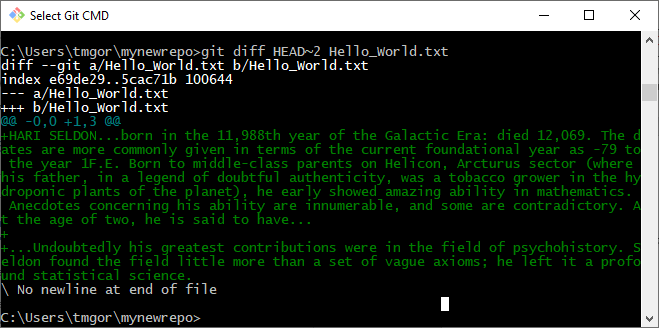 Select Git CMD
C:\Users\tmgor\mynewrepo>git diff HEAD~2 Hello_World.txt
diff --git a/Hello_World.txt b/Hello_World.txt
index e69de29..5cac71b 100644
--- a/Hello_World.txt
+++ b/Hello_World.txt
@@ -0,0 +1,3 @@
+HARI SELDON...born in the 11,988th year of the Galactic Era: died 12,069. The d
ates are more commonly given in terms of the current foundational year as -79 to
 the year 1F.E. Born to middle-class parents on Helicon, Arcturus sector (where
his father, in a legend of doubtful authenticity, was a tobacco grower in the hy
droponic plants of the planet), he early showed amazing ability in mathematics.
 Anecdotes concerning his ability are innumerable, and some are contradictory. A
t the age of two, he is said to have...
+
+...Undoubtedly his greatest contributions were in the field of psychohistory. S
eldon found the field little more than a set of vague axioms; he left it a profo
und statistical science.
\ No newline at end of file
C:\Users\tmgor\mynewrepo>